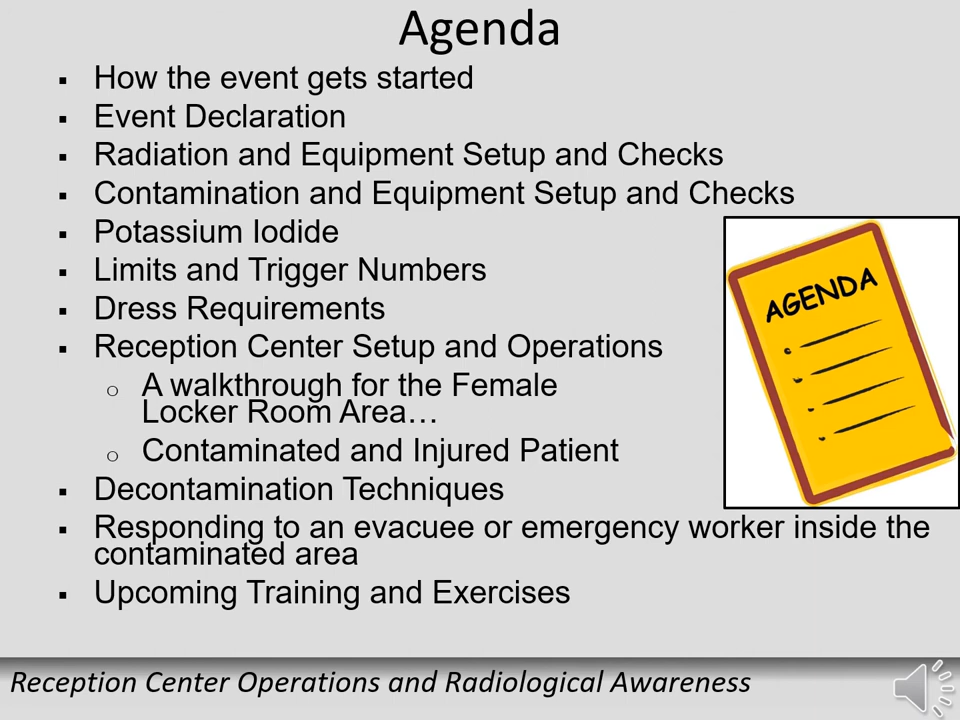 Agenda
▪ How the event gets started
▪ Event Declaration
▪ Radiation and Equipment Setup and Checks
▪ Contamination and Equipment Setup and Checks
▪ Potassium Iodide
▪ Limits and Trigger Numbers
▪ Dress Requirements
▪ Reception Center Setup and Operations
o A walkthrough for the Female
Locker Room Area…
o Contaminated and Injured Patient
▪ Decontamination Techniques
▪ Responding to an evacuee or emergency worker inside the
contaminated area
▪ Upcoming Training and Exercises
AGENDA
Reception Center Operations and Radiological Awareness